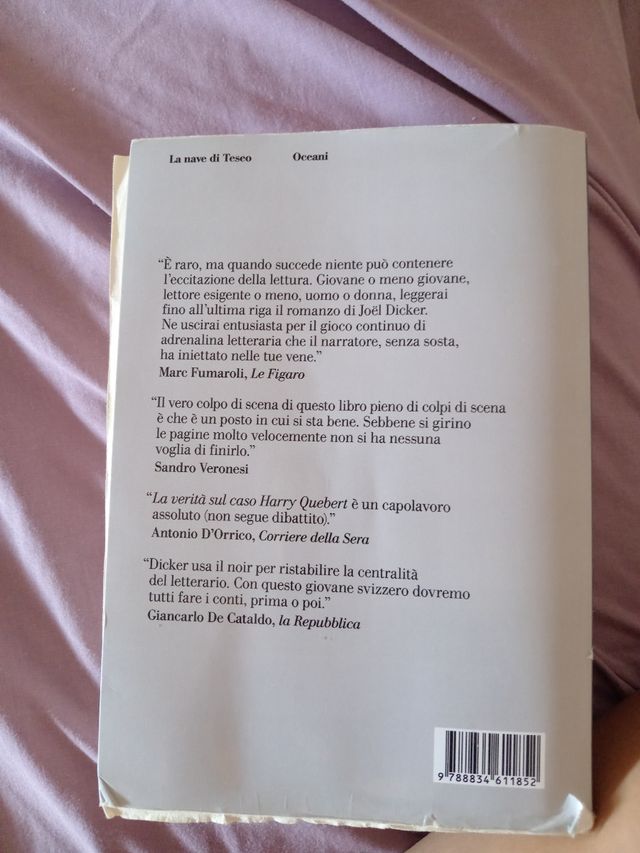 La nave di Teseo Oceani
“È raro, ma quando succede niente può contenere
l’eccitazione della lettura. Giovane o meno giovane,
lettore esigente o meno, uomo o donna, leggerai
fino all’ultima riga il romanzo di Joël Dicker.
Ne uscirai entusiasta per il gioco continuo di
adrenalina letteraria che il narratore, senza sosta,
ha iniettato nelle tue vene.”
Marc Fumaroli, Le Figaro
“Il vero colpo di scena di questo libro pieno di colpi di scena
è che è un posto in cui si sta bene. Sebbene si girino
le pagine molto velocemente non si ha nessuna
voglia di finirlo.”
Sandro Veronesi
“La verità sul caso Harry Quebert è un capolavoro
assoluto (non segue dibattito).”
Antonio D’Orrico, Corriere della Sera
“Dicker usa il noir per ristabilire la centralità
del letterario. Con questo giovane svizzero dovremo
tutti fare i conti, prima o poi.”
Giancarlo De Cataldo, la Repubblica
9 788834 611852